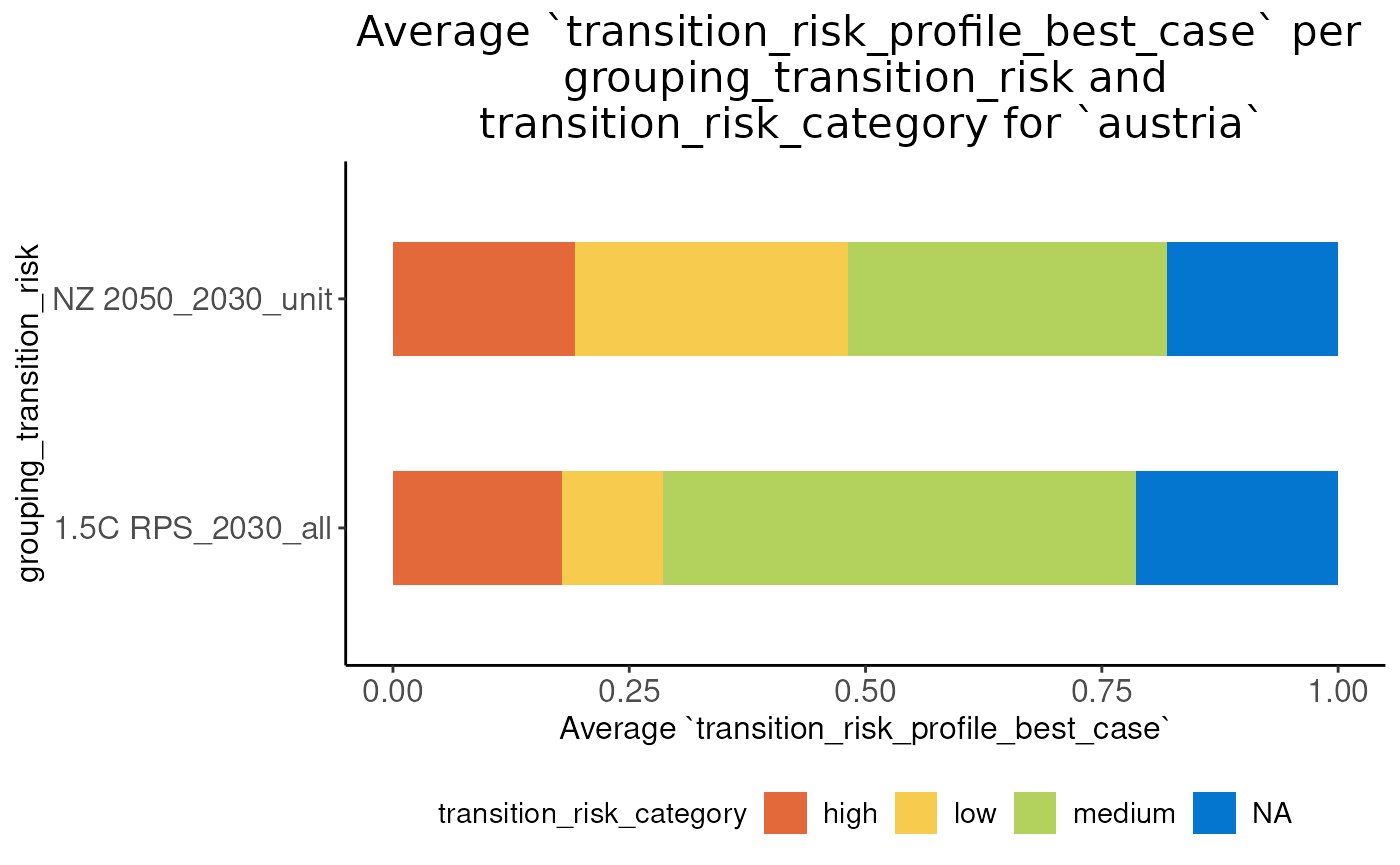 Average `transition_risk_profile_best_case` per
grouping_transition_risk and
transition_risk_category for `austria`
grouping_transition_risk
NZ 2050_2030_unit
1.5C RPS_2030_all
0.00 0.25 0.50 0.75 1.00
Average `transition_risk_profile_best_case`
transition_risk_category high low medium NA